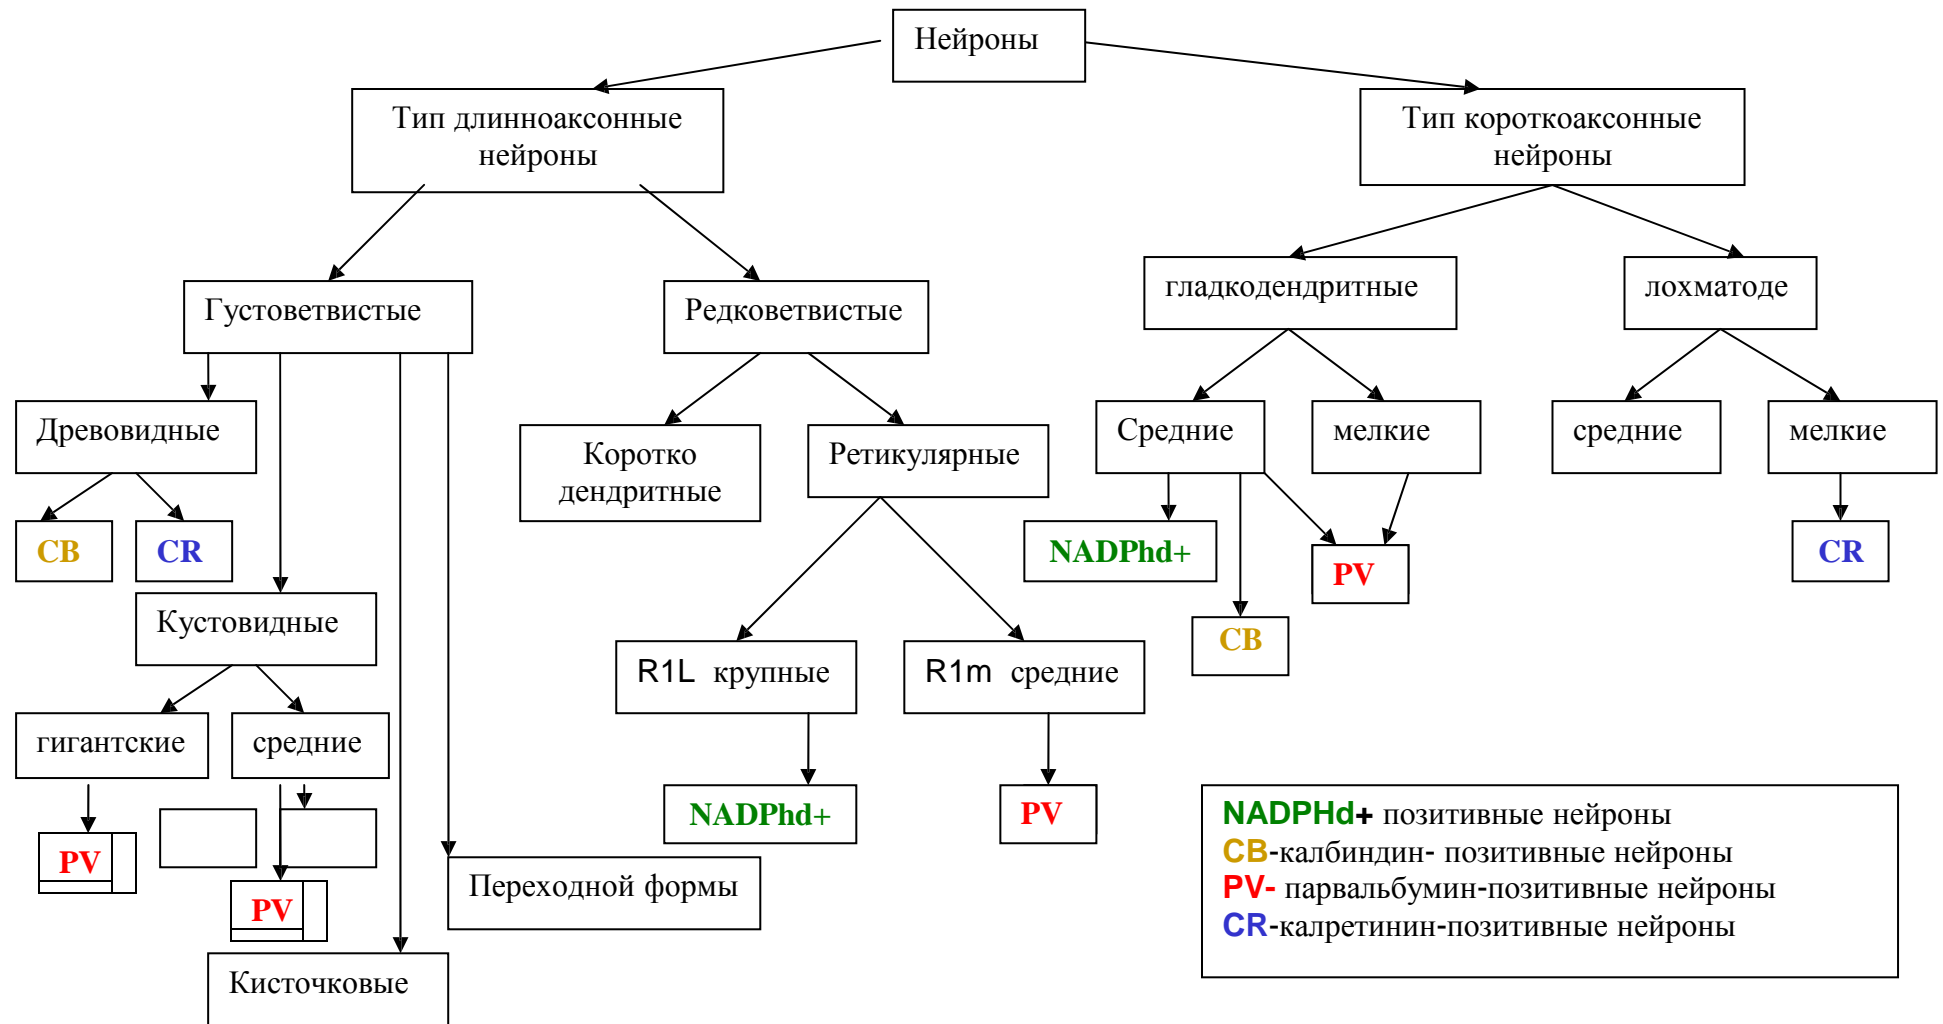 Нейроны
Тип длинноаксонные
нейроны
Тип короткоаксонные
нейроны
Густоветвистые
Редковетвистые
гладкодендритные
лохматоде
Древовидные
Коротко
дендритные
Ретикулярные
Средние
мелкие
средние
мелкие
CB
CR
NADPhd+
PV
CR
CB
Кустовидные
R1L крупные
R1m средние
гигантские
средние
NADPhd+
PV
PV
PV
Переходной формы
Кисточковые
NADPHd+ позитивные нейроны
CB-калбиндин- позитивные нейроны
PV- парвальбумин-позитивные нейроны
CR-калретинин-позитивные нейроны